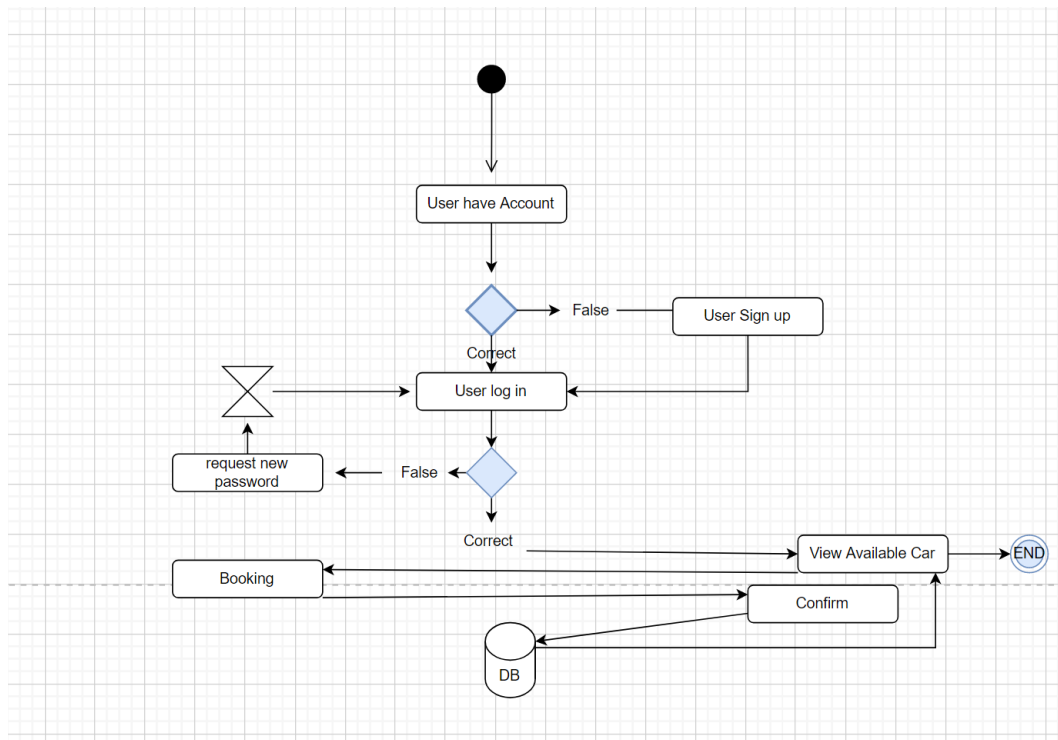 User have Account
False
User Sign up
Correct
User log in
request new
password
False
Correct
View Available Car
END
Booking
Confirm
DB